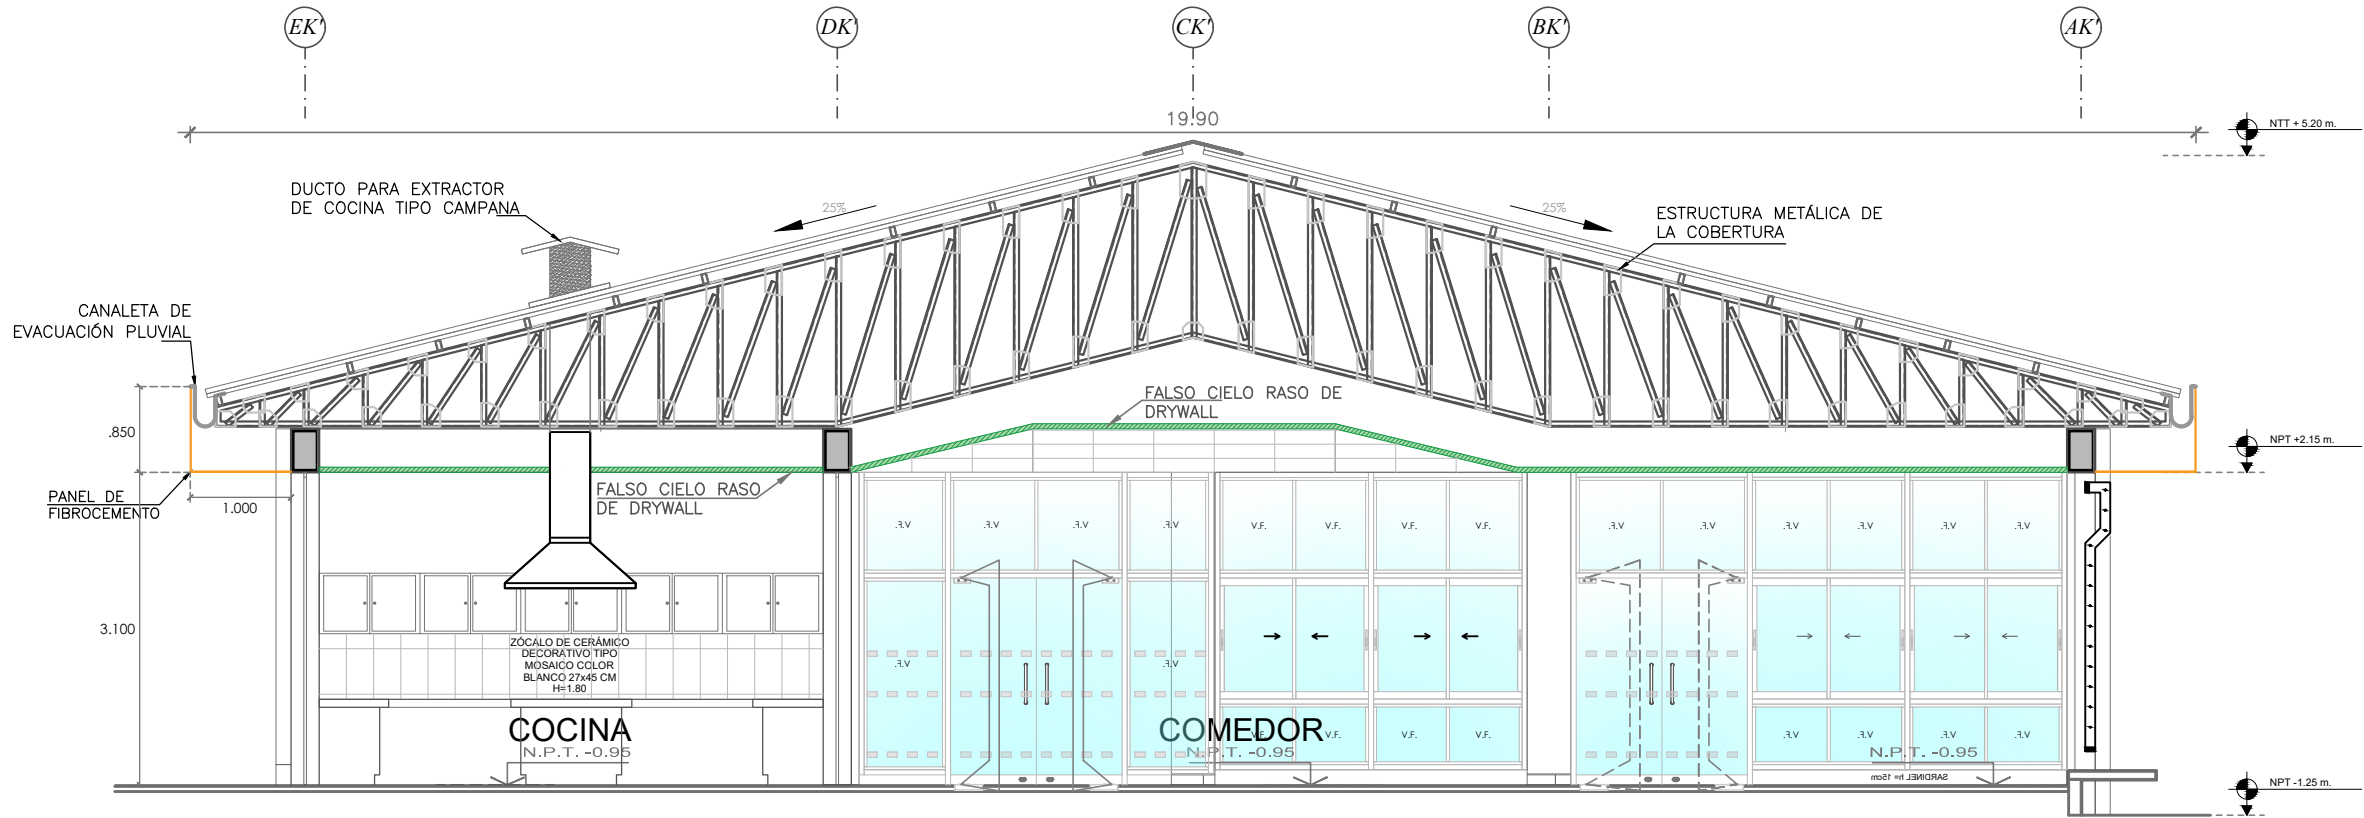 EK' DK' CK' BK' AK'
19.90
NTT + 5.20 m.
DUCTO PARA EXTRACTOR
DE COCINA TIPO CAMPANA
25%
25%
ESTRUCTURA METÁLICA DE
LA COBERTURA
CANALETA DE
EVACUACIÓN PLUVIAL
FALSO CIELO RASO DE
DRYWALL
.850
NPT +2.15 m.
PANEL DE
FIBROCEMENTO
1.000
FALSO CIELO RASO
DE DRYWALL
V.F. V.F. V.F. V.F. V.F. V.F. V.F. V.F. V.F. V.F. V.F. V.F. V.F. V.F.
3.100
ZÓCALO DE CERÁMICO
DECORATIVO TIPO
MOSAICO COLOR
BLANCO 27x45 CM
H=1.80
V.F. V.F.
COCINA
N.P.T. -0.95
COMEDOR
N.P.T. -0.95
V.F. V.F. V.F. V.F. V.F. V.F. V.F. V.F.
N.P.T. -0.95
SARDINEL h= 15cm
NPT -1.25 m.